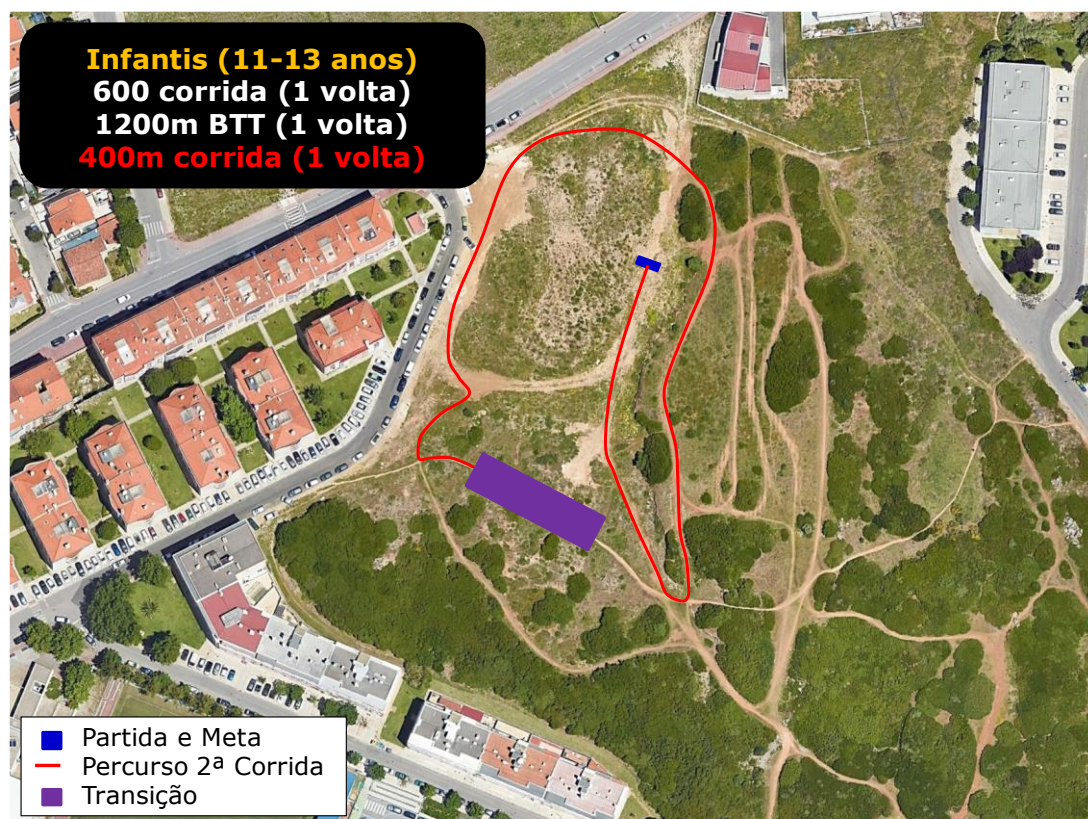 Infantis (11-13 anos)
600 corrida (1 volta)
1200m BTT (1 volta)
400m corrida (1 volta)
Partida e Meta
Percurso 2ª Corrida
Transição